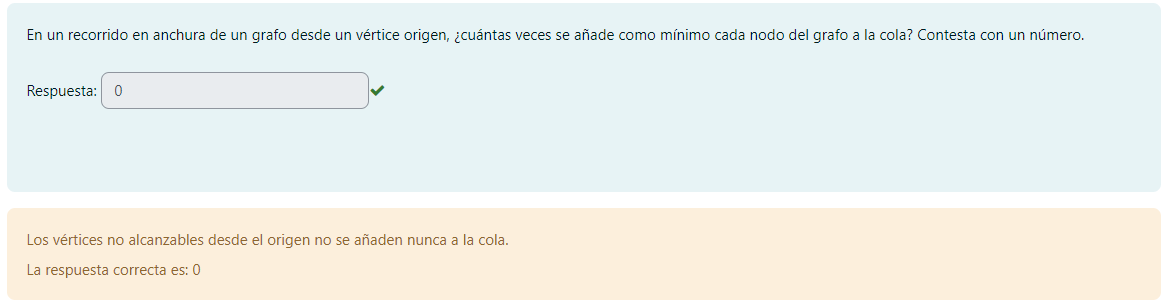 En un recorrido en anchura de un grafo desde un vértice origen, ¿cuántas veces se añade como mínimo cada nodo del grafo a la cola? Contesta con un número.
Respuesta: 0
Los vértices no alcanzables desde el origen no se añaden nunca a la cola.
La respuesta correcta es: 0